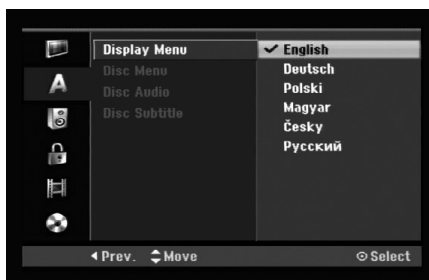 Display Menu
Disc Menu
Disc Audio
Disc Subtitle
English
Deutsch
Polski
Magyar
Česky
Русский
A
Prev. Move Select